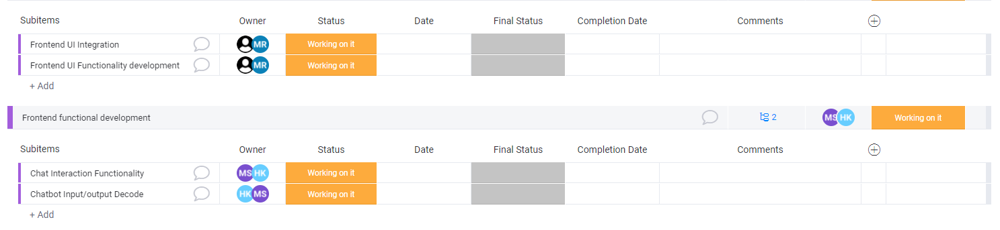 Subitems Owner Status Date Final Status Completion Date Comments
Frontend UI Integration MR Working on it
Frontend UI Functionality development MR Working on it
+ Add
Frontend functional development 2 MS HK Working on it
Subitems Owner Status Date Final Status Completion Date Comments
Chat Interaction Functionality MS HK Working on it
Chatbot Input/output Decode HK MS Working on it
+ Add